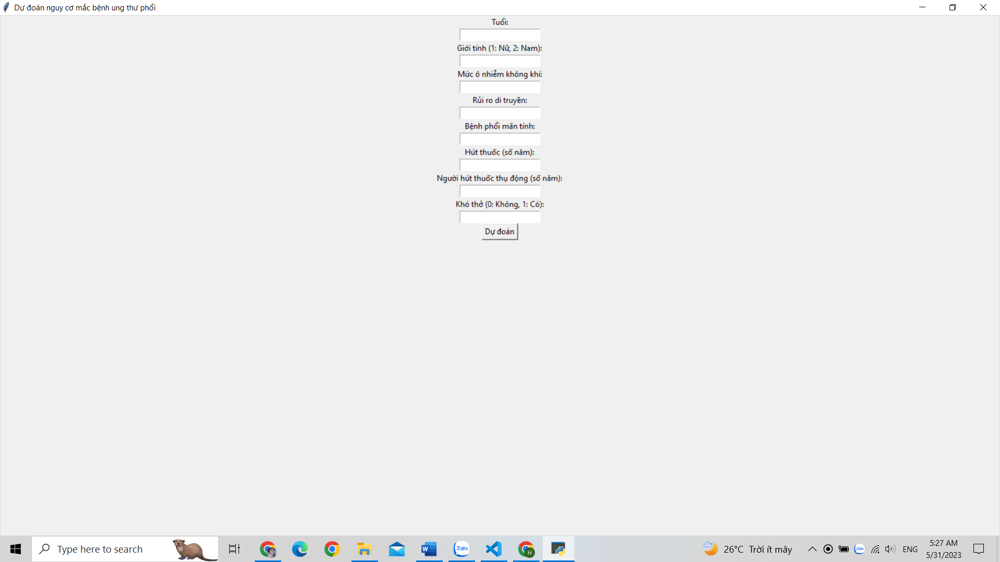 Dự đoán nguy cơ mắc bệnh ung thư phổi
Tuổi:
Giới tính (1: Nữ, 2: Nam):
Mức ô nhiễm không khí:
Rủi ro di truyền:
Bệnh phổi mãn tính:
Hút thuốc (số năm):
Người hút thuốc thụ động (số năm):
Khó thở (0: Không, 1: Có):
Dự đoán
Type here to search
W
Zalo
H
26°C Trời ít mây
Zalo
ENG
5:27 AM
5/31/2023